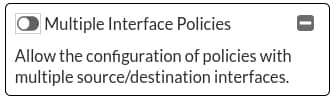 Multiple Interface Policies
Allow the configuration of policies with
multiple source/destination interfaces.